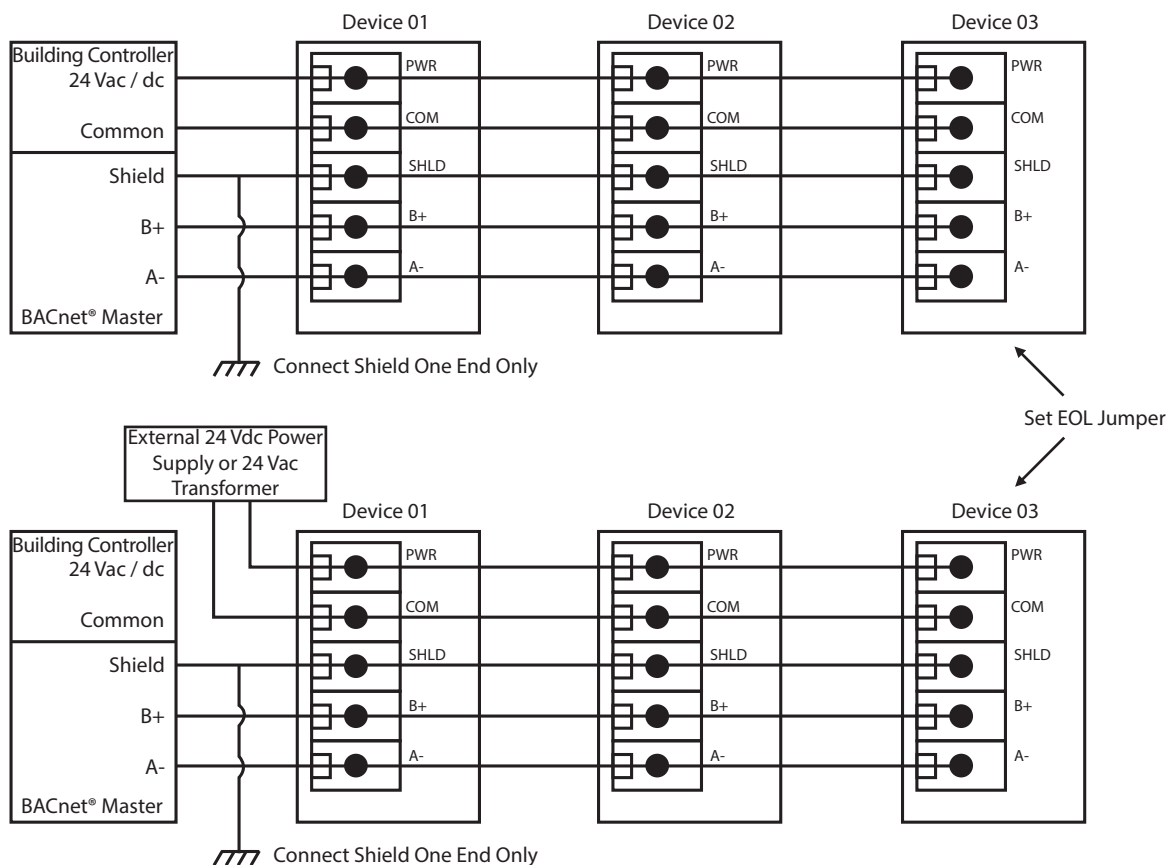 Device 01
Device 02
Device 03
Building Controller
24 Vac / dc
Common
Shield
B+
A-
BACnet® Master
PWR
COM
SHLD
B+
A-
PWR
COM
SHLD
B+
A-
PWR
COM
SHLD
B+
A-
Connect Shield One End Only
Set EOL Jumper
External 24 Vdc Power
Supply or 24 Vac
Transformer
Device 01
Device 02
Device 03
Building Controller
24 Vac / dc
Common
Shield
B+
A-
BACnet® Master
PWR
COM
SHLD
B+
A-
PWR
COM
SHLD
B+
A-
PWR
COM
SHLD
B+
A-
Connect Shield One End Only